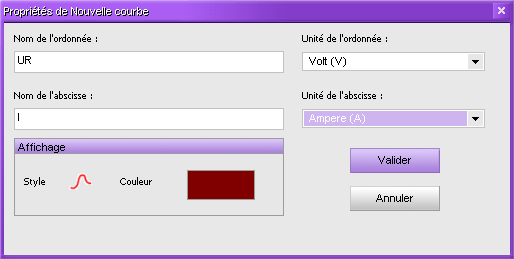 Propriétés de Nouvelle courbe
Nom de l'ordonnée :
Unité de l'ordonnée :
UR
Volt (V)
Nom de l'abscisse :
Unité de l'abscisse :
I
Ampere (A)
Affichage
Style
Couleur
Valider
Annuler